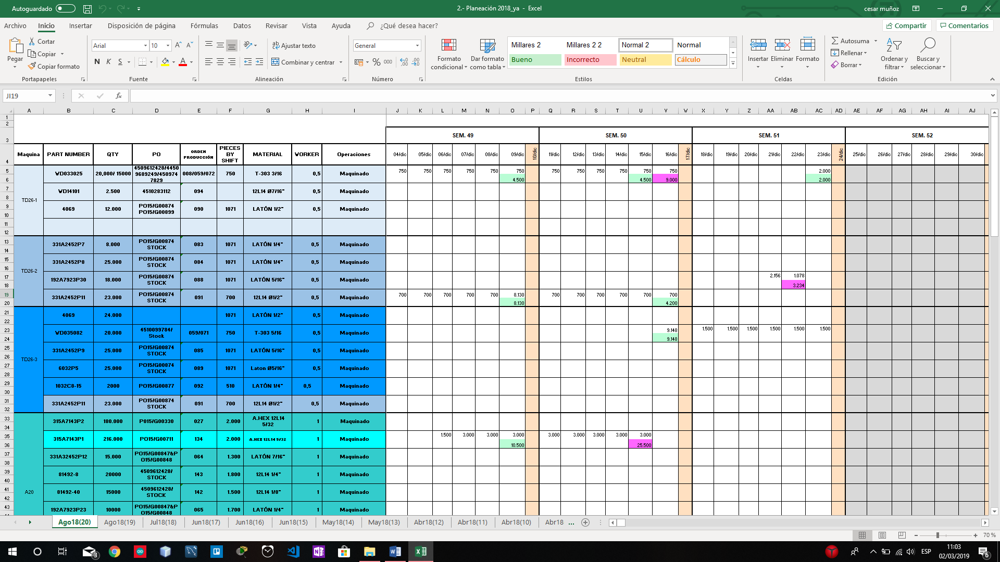 Autoguardado
2.- Planeación 2018_ya - Excel
cesar muñoz
Archivo Inicio Insertar Disposición de página Fórmulas Datos Revisar Vista Ayuda ¿Qué desea hacer? Compartir Comentarios
Pegar
Cortar
Copiar
Copiar formato
Portapapeles
Arial 10
N K S
Fuente
Ajustar texto
Combinar y centrar
Alineación
General
% 000
Número
Formato condicional
Dar formato como tabla
Millares 2 Millares 2 2 Normal 2 Normal
Bueno Incorrecto Neutral Cálculo
Estilos
Insertar Eliminar Formato
Celdas
Autosuma
Rellenar
Borrar
Ordenar y filtrar
Buscar y seleccionar
Edición
JI19
fx
A B C D E F G H I J K L M N O P Q R S T U V W X Y Z AA AB AC AD AE AF AG AH AI AJ
SEM. 49 SEM. 50 SEM. 51 SEM. 52
Maquina PART NUMBER QTY PO ORDEN PRODUCCIÓN PIECES BY SHIFT MATERIAL WORKER Operaciones 04/dic 05/dic 06/dic 07/dic 08/dic 09/dic 10/dic 11/dic 12/dic 13/dic 14/dic 15/dic 16/dic 17/dic 18/dic 19/dic 20/dic 21/dic 22/dic 23/dic 24/dic 25/dic 26/dic 27/dic 28/dic 29/dic 30/dic
TD26-1
WD033025 20,000/ 15000 4509612428/44509689249/4509747829 008/059/072 750 T-303 3/16 0,5 Maquinado 750 750 750 750 750 750 750 750 750 750 750 750 2.000
4.500 4.500 9.000 2.000
WD14101 2.500 4510283112 094 12L14 Ø7/16" 0,5 Maquinado
4069 12.000 PO15/G00874 PO15/G00899 090 1071 LATÓN 1/2" 0,5 Maquinado
TD26-2
331A2452P7 8.000 PO15/G00874 STOCK 083 1071 LATÓN 1/4" 0,5 Maquinado
331A2452P8 25.000 PO15/G00874 STOCK 084 1071 LATÓN 1/4" 0,5 Maquinado
192A7923P30 18.000 PO15/G00874 STOCK 088 1071 LATÓN 5/16" 0,5 Maquinado 2.156 1.078
3.234
331A2452P11 23.000 PO15/G00874 STOCK 091 700 12L14 Ø1/2" 0,5 Maquinado 700 700 700 700 700 8.130 700 700 700 700 700 700
8.130 4.200
TD26-3
4069 24.000 1071 LATÓN 1/2" 0,5 Maquinado
WD035082 20.000 4510099784/ Stock 059/071 750 T-303 5/16 0,5 Maquinado 9.148 1.500 1.500 1.500 1.500 1.500 1.500
9.148
331A2452P9 25.000 PO15/G00874 STOCK 085 1071 LATÓN 5/16" 0,5 Maquinado
6032P5 25.000 PO15/G00874 STOCK 089 1071 Laton Ø5/16" 0,5 Maquinado
1032C8-15 2000 PO15/G00877 092 510 LATÓN 1/4" 0,5 Maquinado
331A2452P11 23.000 PO15/G00874 STOCK 091 700 12L14 Ø1/2" 0,5 Maquinado
A20
315A7143P2 180.000 PO15/G00330 027 2.000 A.HEX 12L14 5/32 1 Maquinado
315A7143P1 216.000 PO15/G00711 134 2.000 A.HEX 12L14 5/32 1 Maquinado 1.500 3.000 3.000 3.000 3.000 3.000 3.000 3.000 3.000
10.500 25.500
331A32452P12 15.000 PO15/G00847&PO15/G00848 064 1.300 LATÓN 7/16" 1 Maquinado
81492-8 20000 4509612428/ STOCK 143 1.800 12L14 1/4" 1 Maquinado
81492-40 15000 4509612428/ STOCK 142 1.500 12L14 1/8" 1 Maquinado
192A7923P23 10000 PO15/G00847&PO15/G00848 065 1.700 LATÓN 1/4" 1 Maquinado
Ago18(20) Ago18(19) Jul18(18) Jun18(17) Jun18(16) Jun18(15) May18(14) May18(13) Abr18(12) Abr18(11) Abr18(10) Abr18 ...
70 %
3
ESP
11:03
02/03/2019
6